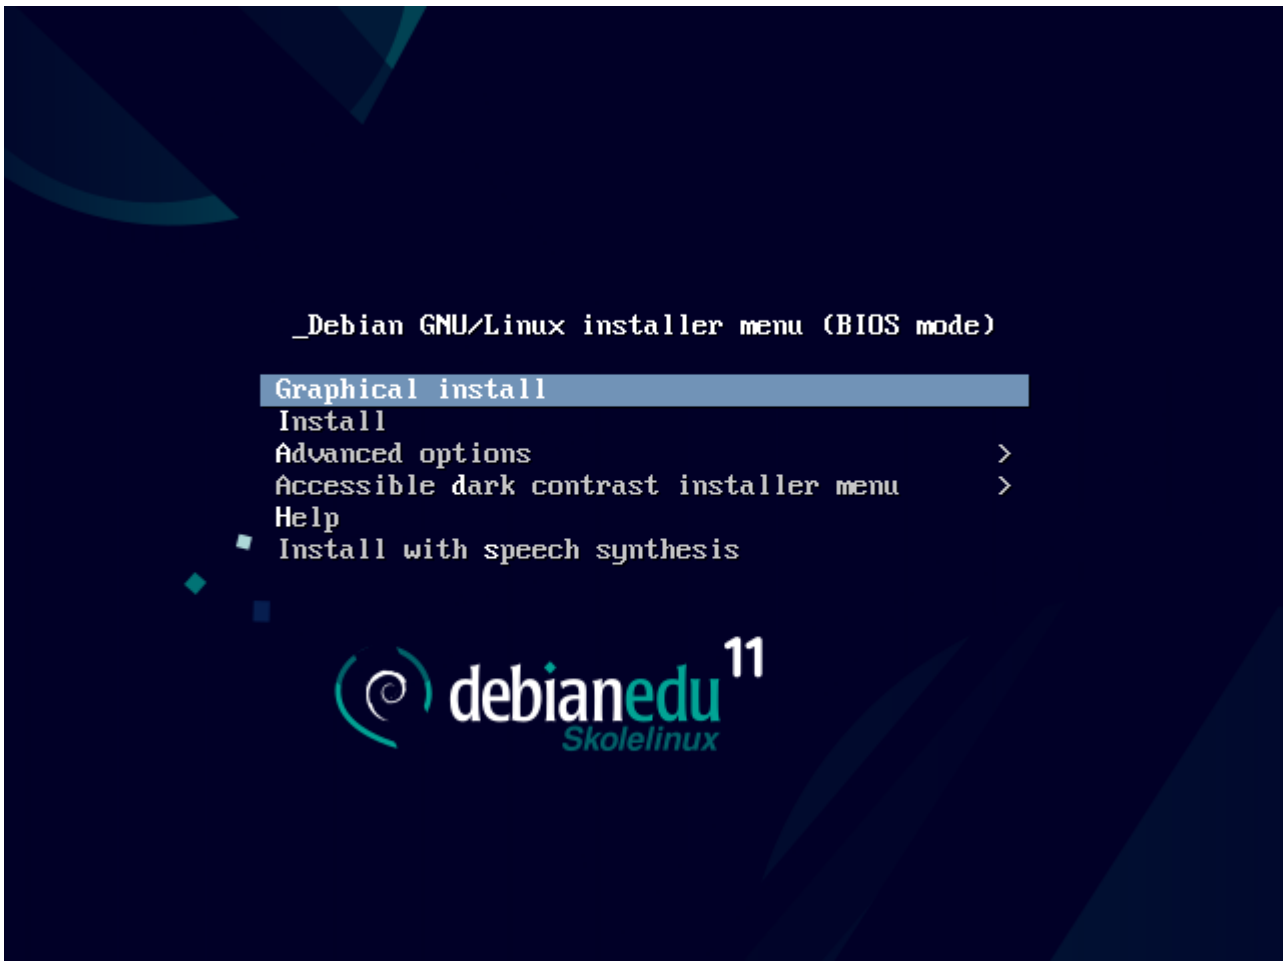 _Debian GNU/Linux installer menu (BIOS mode)
Graphical install
Install
Advanced options >
Accessible dark contrast installer menu >
Help
Install with speech synthesis
debianedu 11
Skolelinux